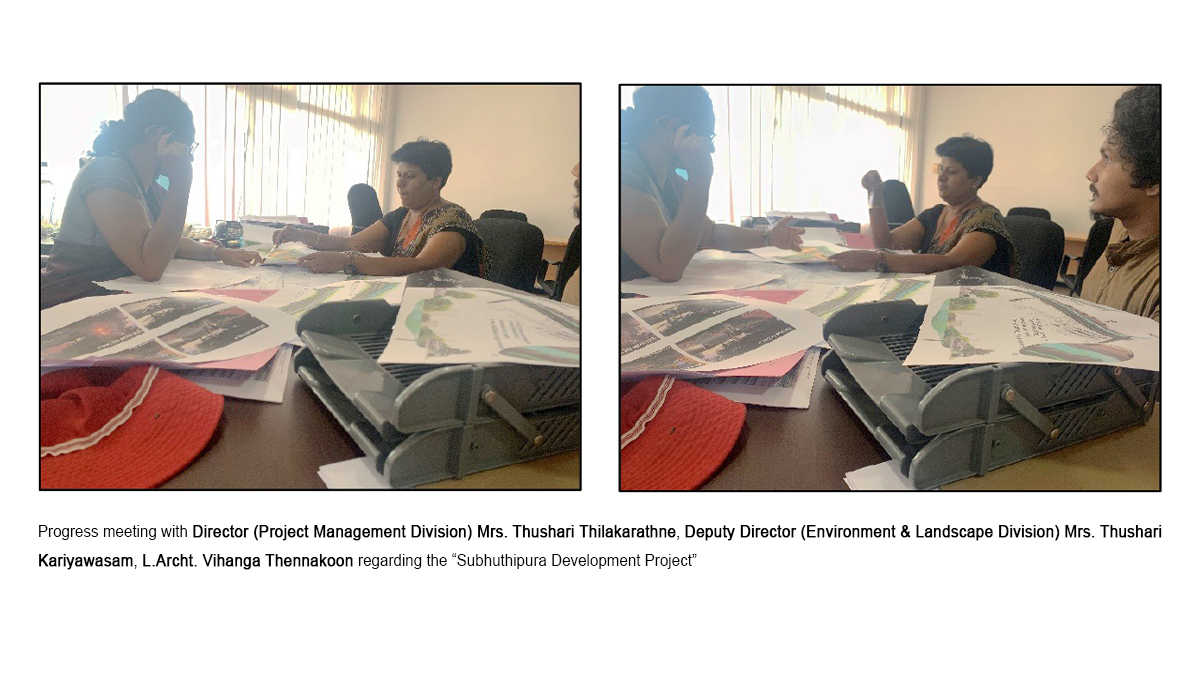 Progress meeting with Director (Project Management Division) Mrs. Thushari Thilakarathne, Deputy Director (Environment & Landscape Division) Mrs. Thushari
Kariyawasam, L.Archt. Vihanga Thennakoon regarding the “Subhuthipura Development Project”